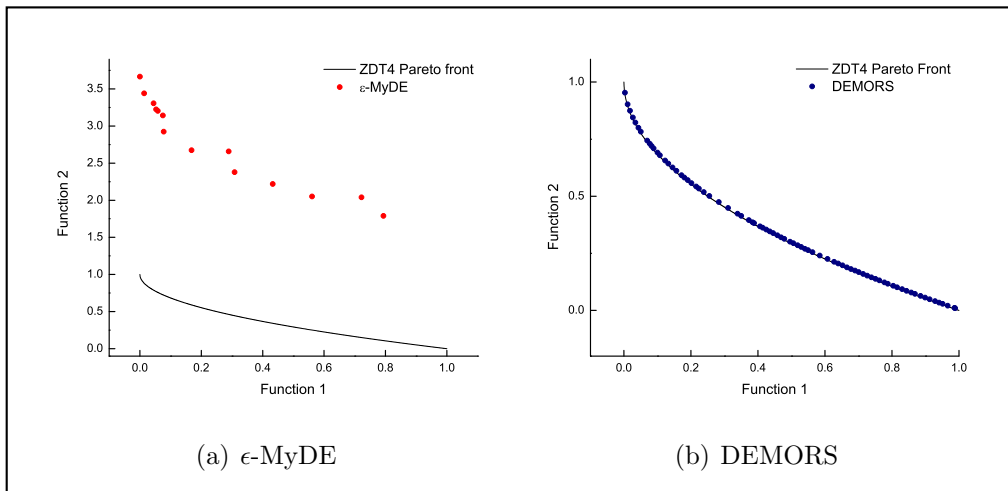 ZDT4 Pareto front
ε-MyDE
3.5
3.0
2.5
2.0
1.5
1.0
0.5
0.0
Function 2
0.0 0.2 0.4 0.6 0.8 1.0
Function 1
(a) ϵ-MyDE
ZDT4 Pareto Front
DEMORS
1.0
0.5
0.0
Function 2
0.0 0.2 0.4 0.6 0.8 1.0
Function 1
(b) DEMORS